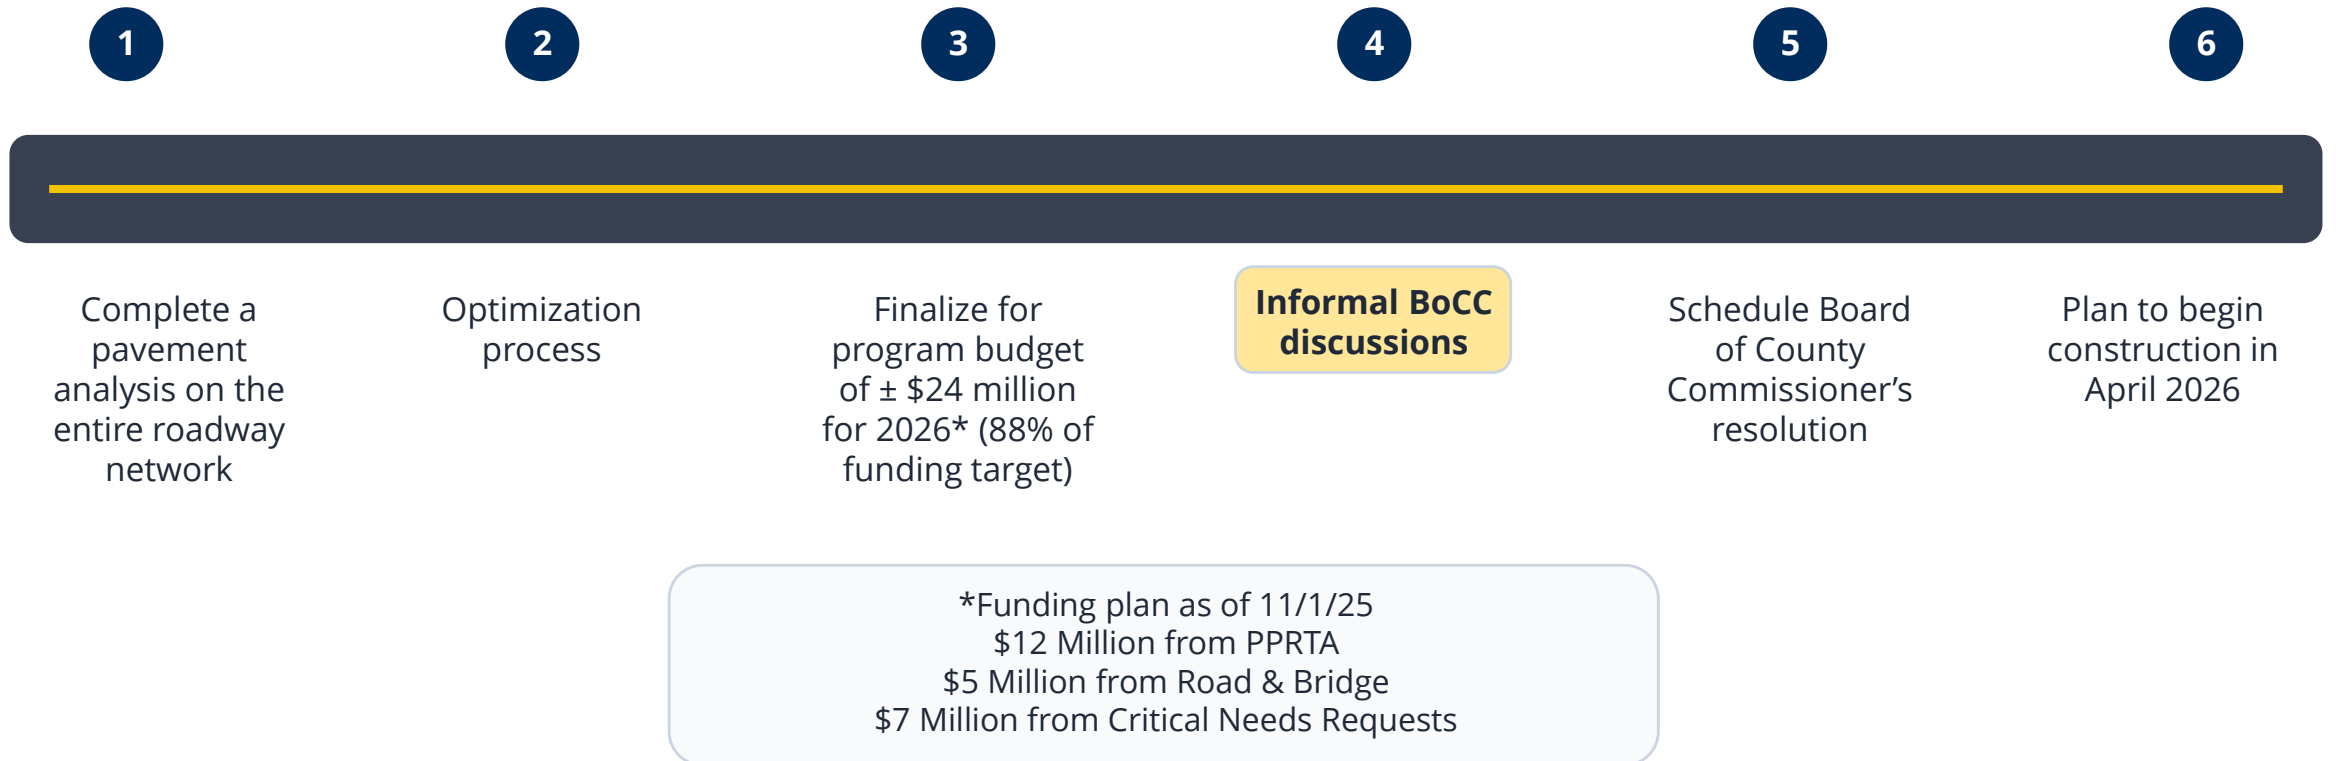 1
2
3
4
5
6
Complete a
pavement
analysis on the
entire roadway
network
Optimization
process
Finalize for
program budget
of ± $24 million
for 2026* (88% of
funding target)
Informal BoCC
discussions
Schedule Board
of County
Commissioner’s
resolution
Plan to begin
construction in
April 2026
*Funding plan as of 11/1/25
$12 Million from PPRTA
$5 Million from Road & Bridge
$7 Million from Critical Needs Requests